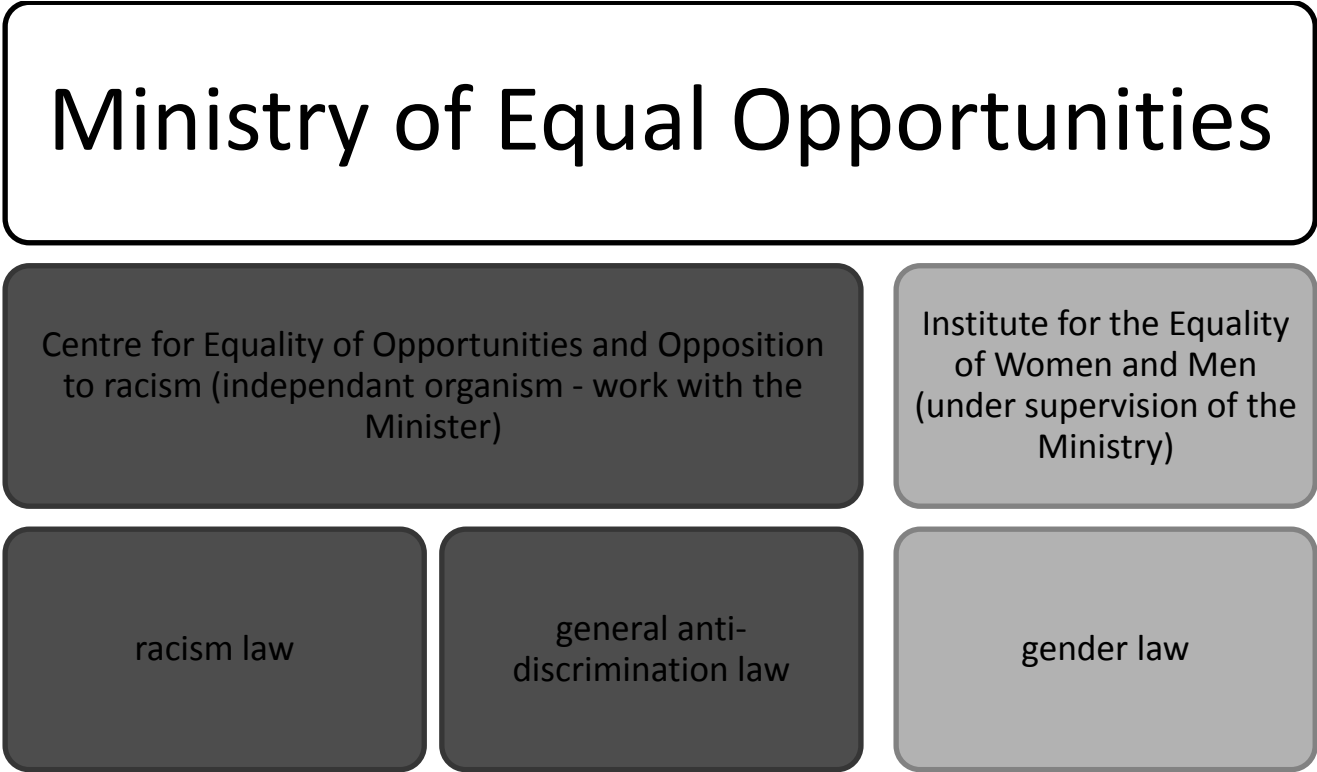 Ministry of Equal Opportunities
Centre for Equality of Opportunities and Opposition
to racism (independant organism - work with the
Minister)
Institute for the Equality
of Women and Men
(under supervision of the
Ministry)
racism law
general anti-
discrimination law
gender law